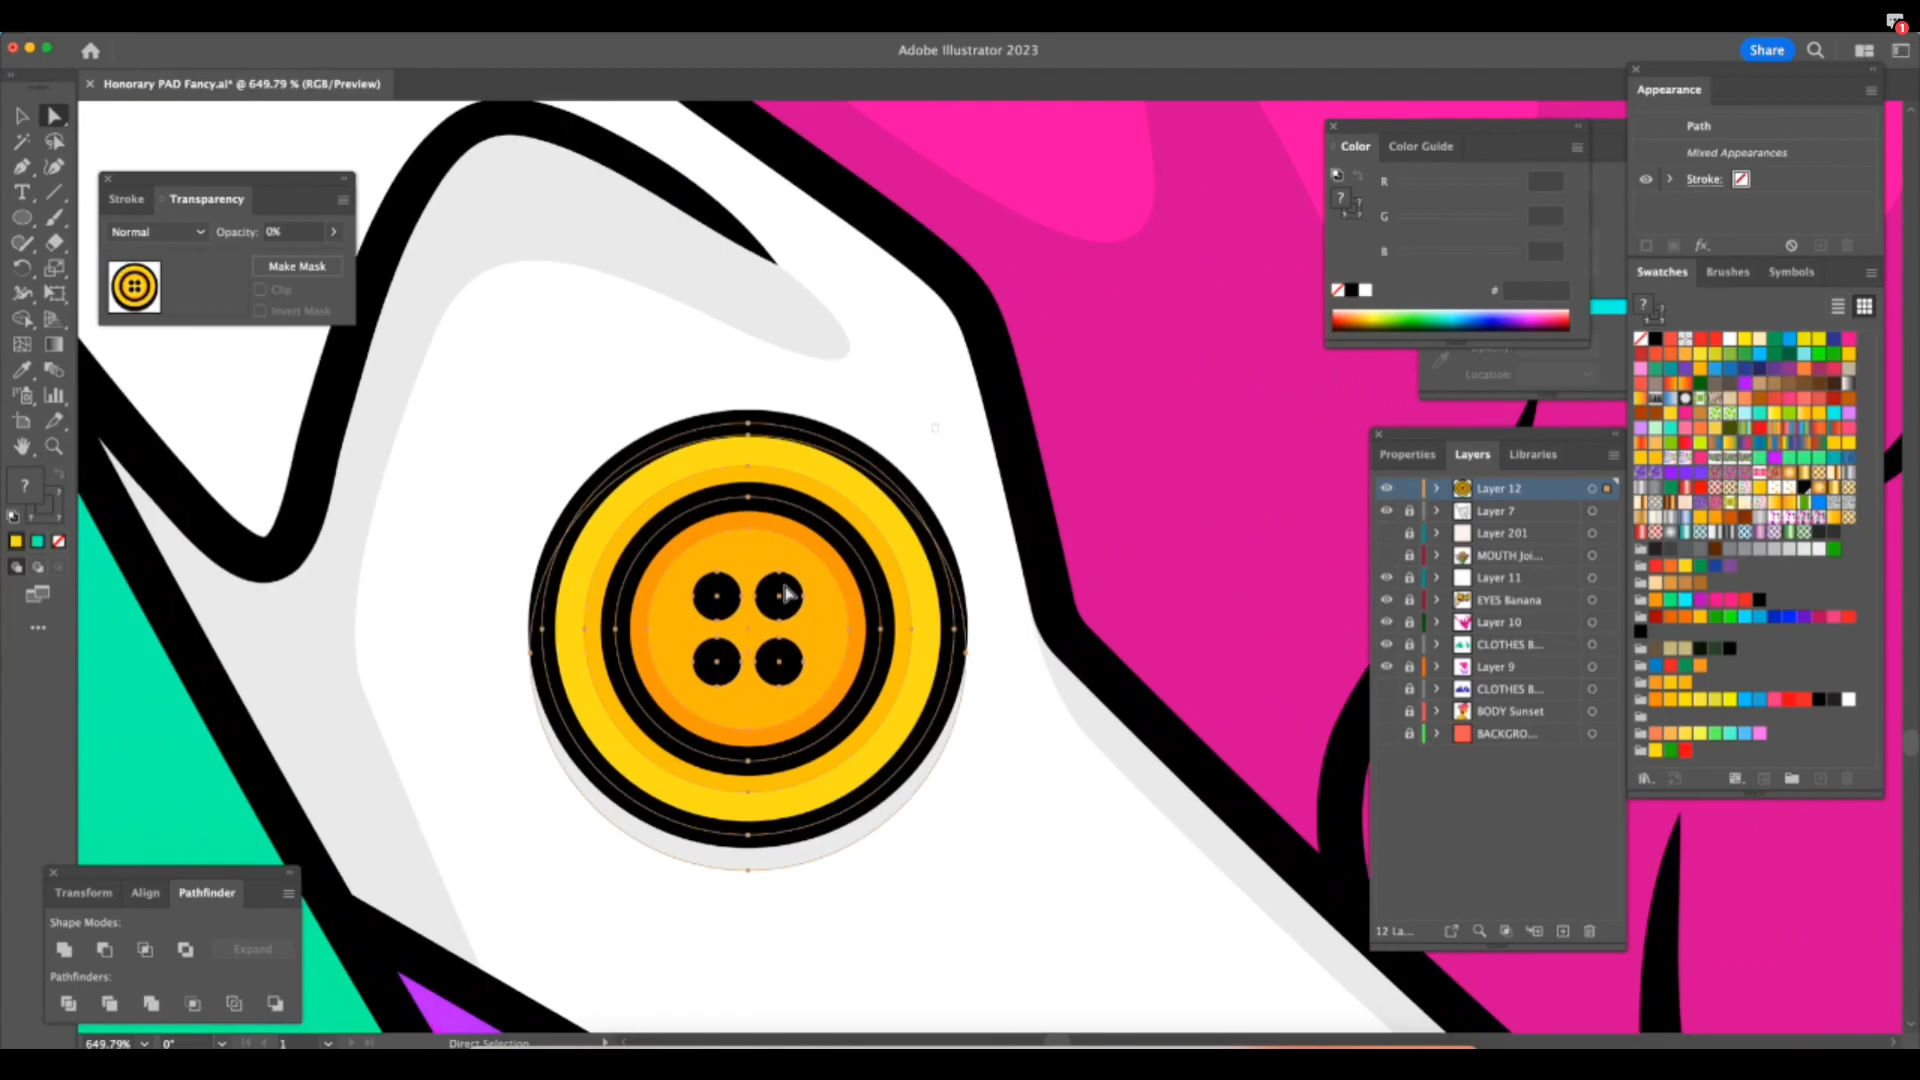 1
Adobe Illustrator 2023
Share
Honorary PAD Fancy.ai* @ 649.79 % (RGB/Preview)
Appearance
Path
Mixed Appearances
Stroke:
Color
Color Guide
R
G
B
#
Stroke
Transparency
Normal
Opacity: 0%
Make Mask
Clip
Invert Mask
Swatches
Brushes
Symbols
Location:
Properties
Layers
Libraries
Layer 12
Layer 7
Layer 201
MOUTH Joi...
Layer 11
EYES Banana
Layer 10
CLOTHES B...
Layer 9
CLOTHES B...
BODY Sunset
BACKGRO...
12 La...
Transform
Align
Pathfinder
Shape Modes:
Expand
Pathfinders:
649.79%
0°
1
Direct Selection